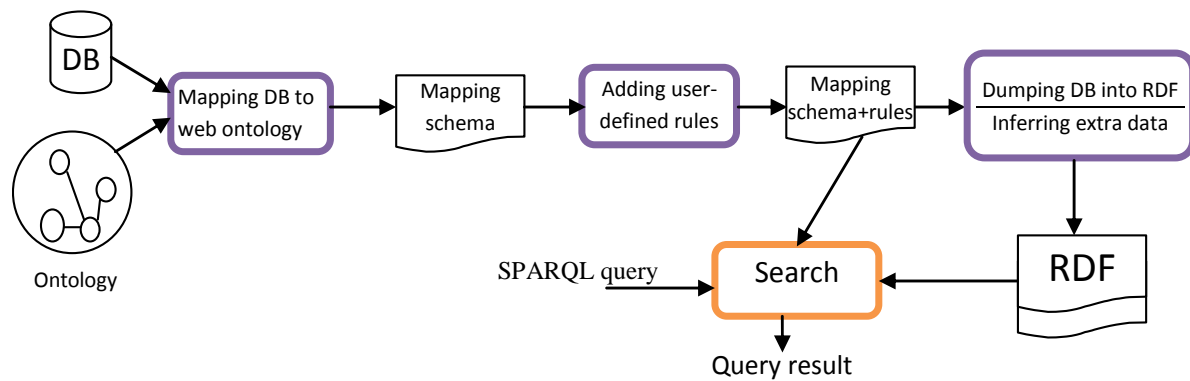 DB
Mapping DB to
web ontology
Mapping
schema
Adding user-
defined rules
Mapping
schema+rules
Dumping DB into RDF
Inferring extra data
Ontology
SPARQL query
Search
RDF
Query result